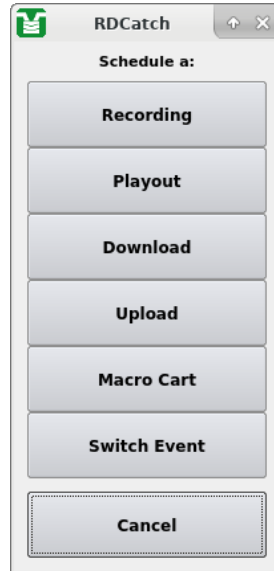 RDCatch
Schedule a:
Recording
Playout
Download
Upload
Macro Cart
Switch Event
Cancel